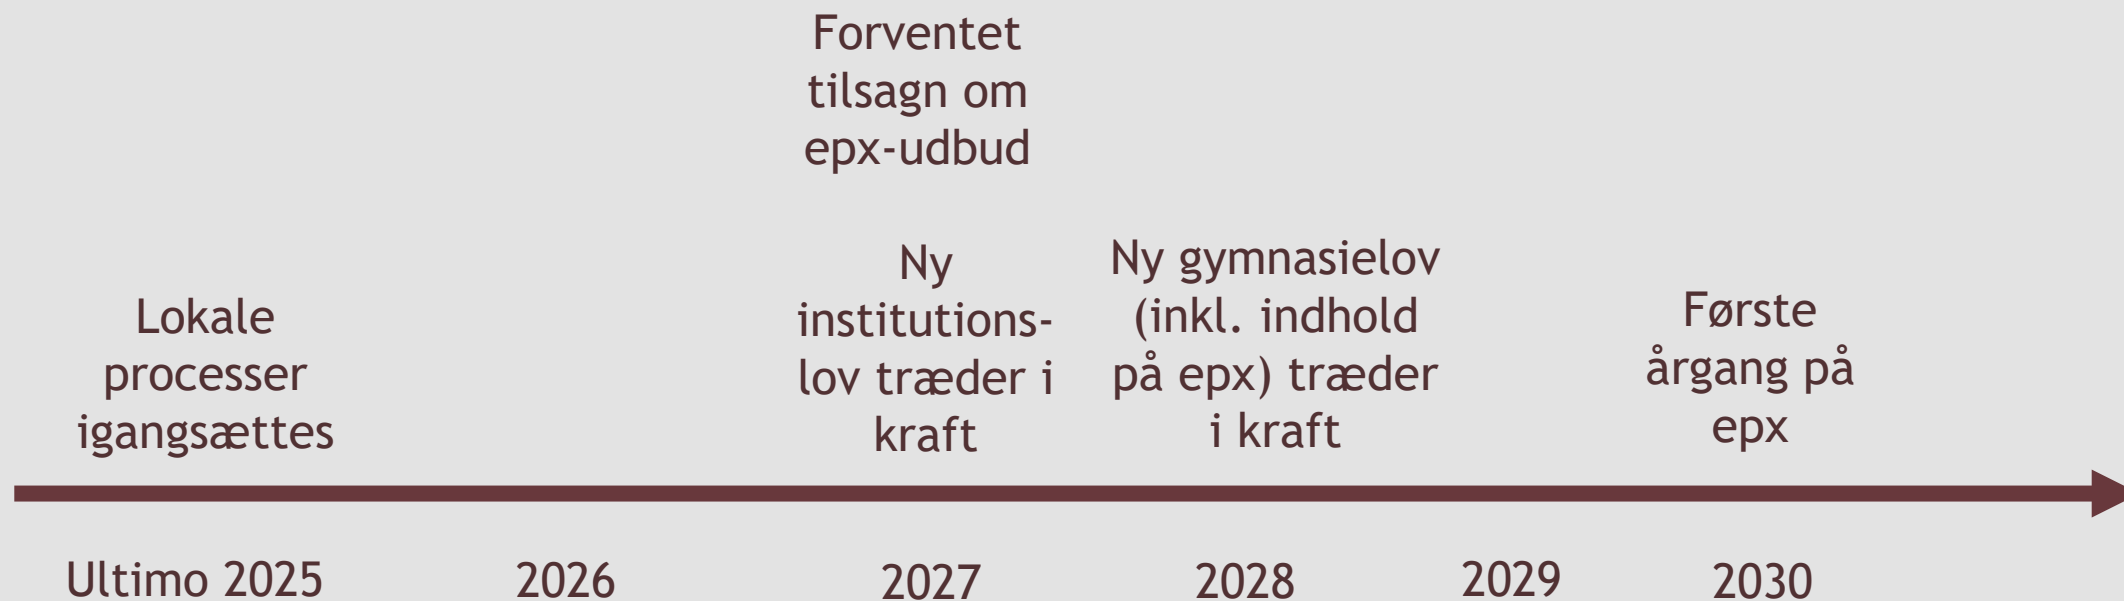 Forventet
tilsagn om
epx-udbud
Lokale
processer
igangsættes
Ny
institutions-
lov træder i
kraft
Ny gymnasielov
(inkl. indhold
på epx) træder
i kraft
Første
årgang på
epx
Ultimo 2025
2026
2027
2028
2029
2030